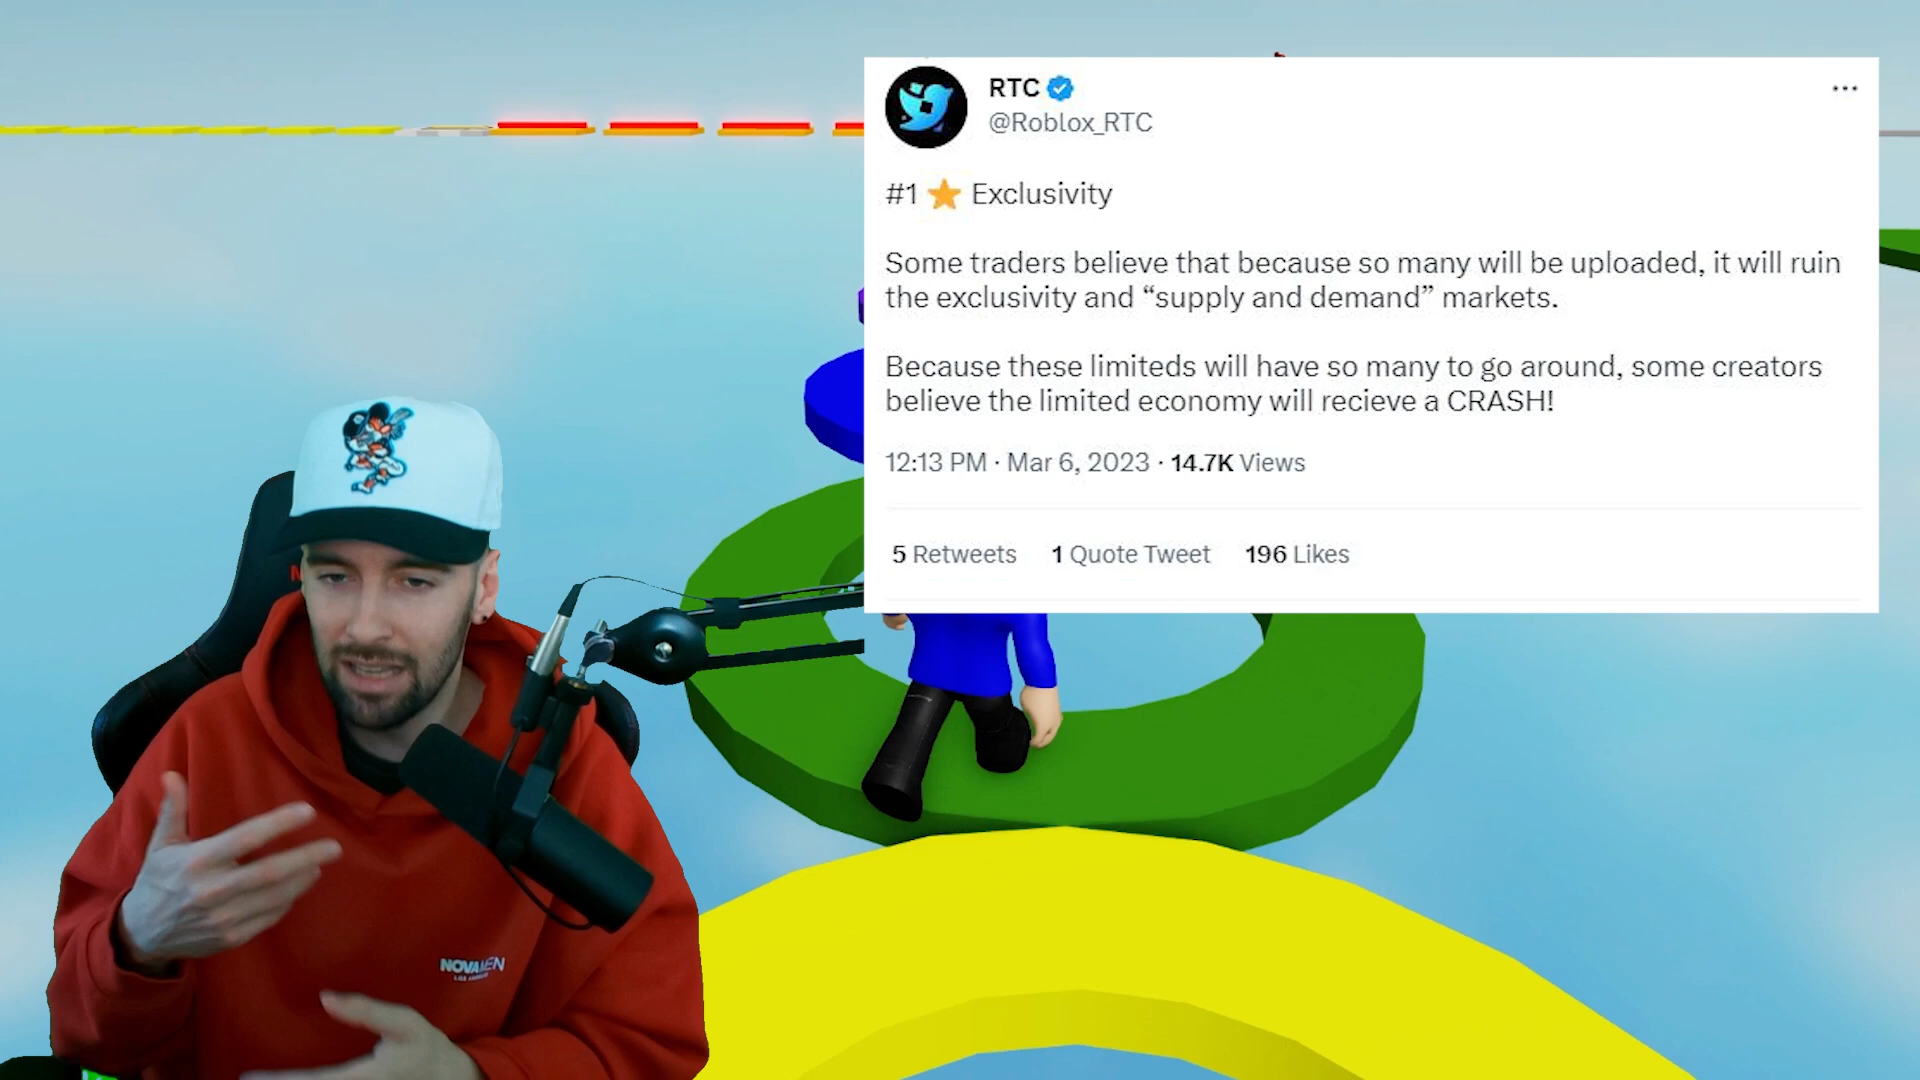 RTC
@Roblox_RTC
#1 ⭐ Exclusivity
Some traders believe that because so many will be uploaded, it will ruin
the exclusivity and “supply and demand” markets.
Because these limiteds will have so many to go around, some creators
believe the limited economy will recieve a CRASH!
12:13 PM · Mar 6, 2023 · 14.7K Views
5 Retweets 1 Quote Tweet 196 Likes
NOVAMEN